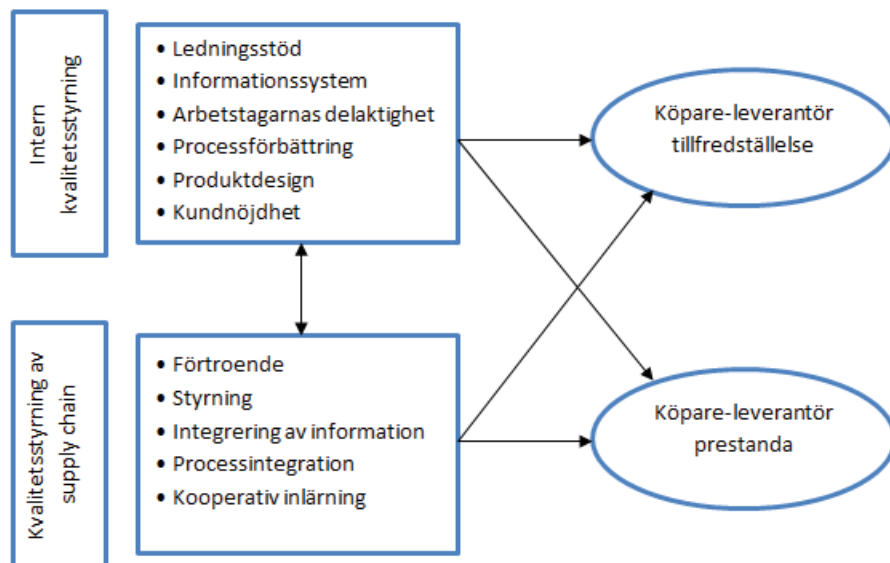 Intern
kvalitetsstyrning
• Ledningsstöd
• Informationssystem
• Arbetstagarnas delaktighet
• Processförbättring
• Produktdesign
• Kundnöjdhet
Köpare-leverantör
tillfredställelse
Kvalitetsstyrning av
supply chain
• Förtroende
• Styrning
• Integrering av information
• Processintegration
• Kooperativ inlärning
Köpare-leverantör
prestanda